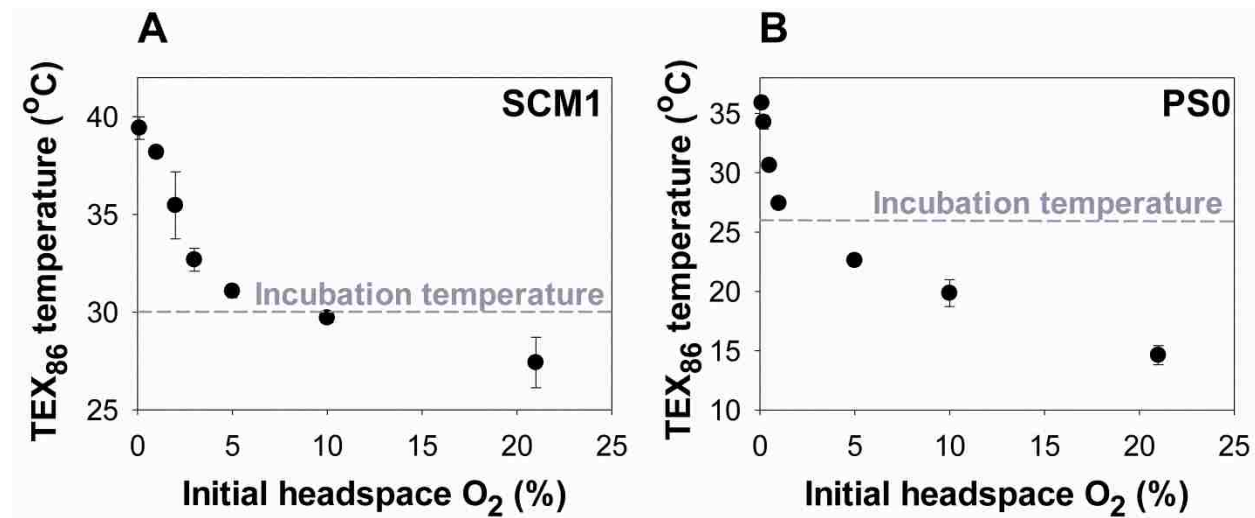 A
SCM1
TEX86 temperature (°C)
40
35
30
25
Incubation temperature
0 5 10 15 20 25
Initial headspace O2 (%)
B
PS0
TEX86 temperature (°C)
35
30
25
20
15
10
Incubation temperature
0 5 10 15 20 25
Initial headspace O2 (%)